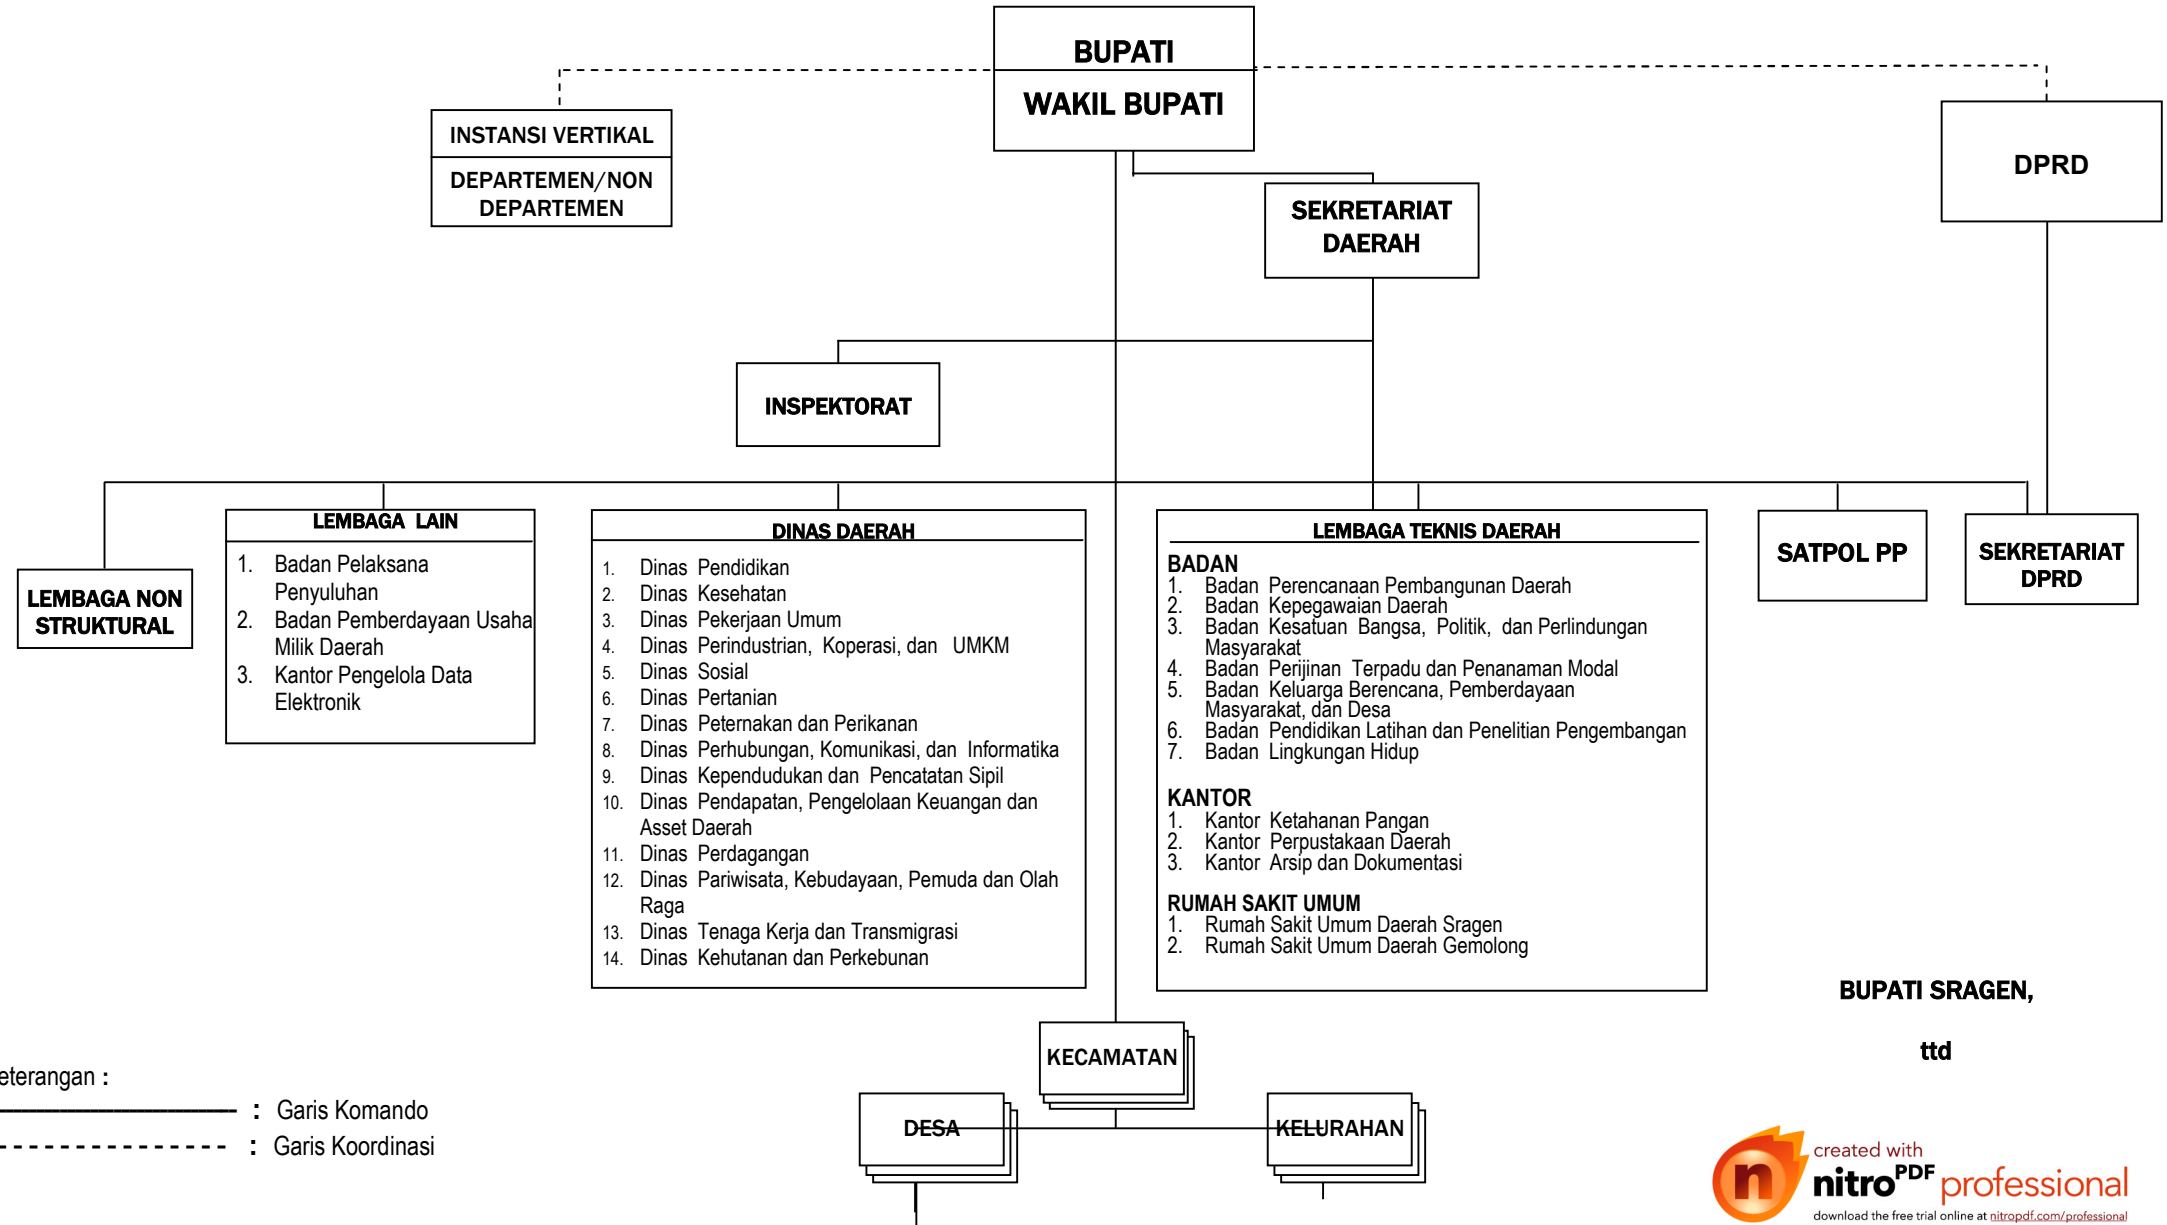 BUPATI
WAKIL BUPATI
INSTANSI VERTIKAL
DEPARTEMEN/NON
DEPARTEMEN
DPRD
SEKRETARIAT
DAERAH
INSPEKTORAT
LEMBAGA NON
STRUKTURAL
LEMBAGA LAIN
1. Badan Pelaksana
Penyuluhan
2. Badan Pemberdayaan Usaha
Milik Daerah
3. Kantor Pengelola Data
Elektronik
DINAS DAERAH
1. Dinas Pendidikan
2. Dinas Kesehatan
3. Dinas Pekerjaan Umum
4. Dinas Perindustrian, Koperasi, dan UMKM
5. Dinas Sosial
6. Dinas Pertanian
7. Dinas Peternakan dan Perikanan
8. Dinas Perhubungan, Komunikasi, dan Informatika
9. Dinas Kependudukan dan Pencatatan Sipil
10. Dinas Pendapatan, Pengelolaan Keuangan dan
Asset Daerah
11. Dinas Perdagangan
12. Dinas Pariwisata, Kebudayaan, Pemuda dan Olah
Raga
13. Dinas Tenaga Kerja dan Transmigrasi
14. Dinas Kehutanan dan Perkebunan
LEMBAGA TEKNIS DAERAH
BADAN
1. Badan Perencanaan Pembangunan Daerah
2. Badan Kepegawaian Daerah
3. Badan Kesatuan Bangsa, Politik, dan Perlindungan
Masyarakat
4. Badan Perijinan Terpadu dan Penanaman Modal
5. Badan Keluarga Berencana, Pemberdayaan
Masyarakat, dan Desa
6. Badan Pendidikan Latihan dan Penelitian Pengembangan
7. Badan Lingkungan Hidup
KANTOR
1. Kantor Ketahanan Pangan
2. Kantor Perpustakaan Daerah
3. Kantor Arsip dan Dokumentasi
RUMAH SAKIT UMUM
1. Rumah Sakit Umum Daerah Sragen
2. Rumah Sakit Umum Daerah Gemolong
SATPOL PP
SEKRETARIAT
DPRD
KECAMATAN
DESA
KELURAHAN
BUPATI SRAGEN,
ttd
eterangan :
: Garis Komando
: Garis Koordinasi
n
created with
nitroPDF professional
download the free trial online at nitropdf.com/professional